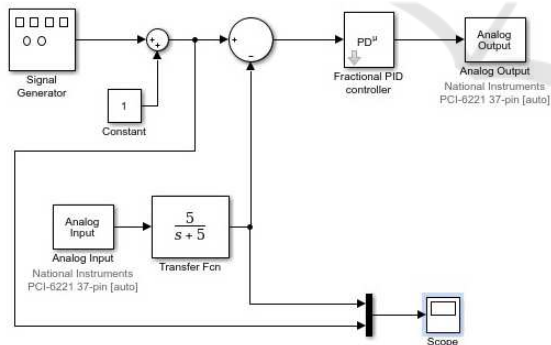 Signal
Generator
+
+
1
Constant
+
−
PDμ
Fractional PID
controller
Analog
Output
Analog Output
National Instruments
PCI-6221 37-pin [auto]
Analog
Input
Analog Input
National Instruments
PCI-6221 37-pin [auto]
5
s + 5
Transfer Fcn
Scope